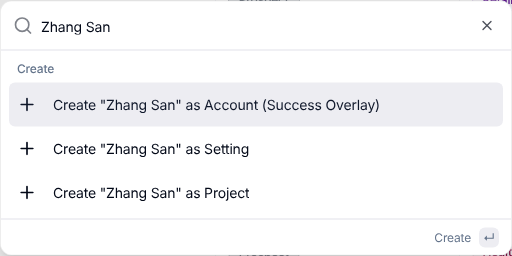 Zhang San
Create
Create "Zhang San" as Account (Success Overlay)
Create "Zhang San" as Setting
Create "Zhang San" as Project
Create